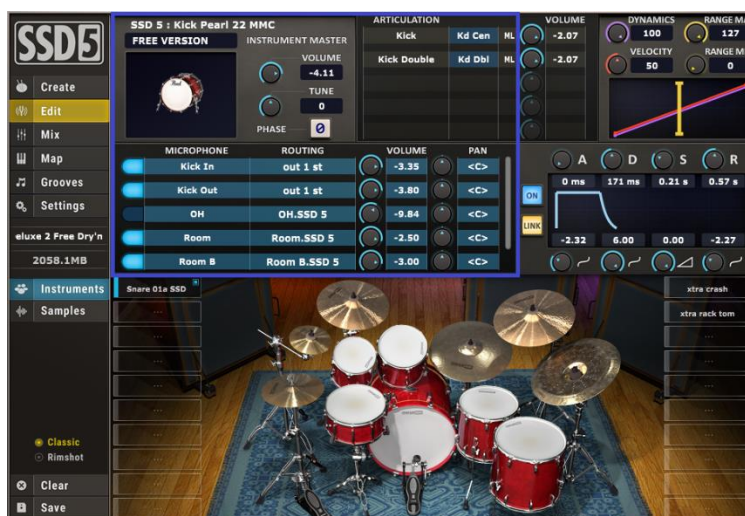 SSD5
Create
Edit
Mix
Map
Grooves
Settings
eluxe 2 Free Dry'n
2058.1MB
Instruments
Samples
Classic
Rimshot
Clear
Save
SSD 5 : Kick Pearl 22 MMC
FREE VERSION
INSTRUMENT MASTER
VOLUME
-4.11
TUNE
0
PHASE
Ø
ARTICULATION
Kick Kd Cen NL
Kick Double Kd Dbl NL
VOLUME
-2.07
-2.07
DYNAMICS RANGE MA
100 127
VELOCITY RANGE M
50 0
MICROPHONE ROUTING VOLUME PAN
Kick In out 1 st -3.35 <C>
Kick Out out 1 st -3.80 <C>
OH OH.SSD 5 -9.84 <C>
Room Room.SSD 5 -2.50 <C>
Room B Room B.SSD 5 -3.00 <C>
A D S R
0 ms 171 ms 0.21 s 0.57 s
ON
LINK
-2.32 6.00 0.00 -2.27
Snare 01a SSD
xtra crash
xtra rack tom